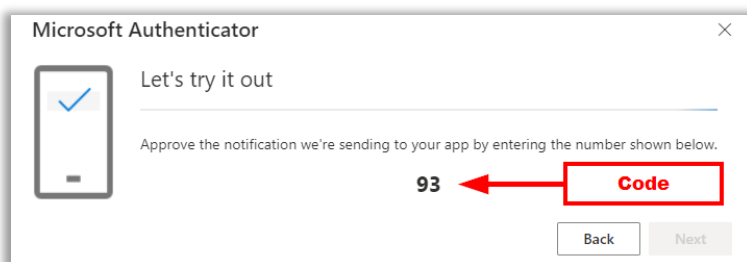 Microsoft Authenticator
Let's try it out
Approve the notification we're sending to your app by entering the number shown below.
93
Code
Back
Next